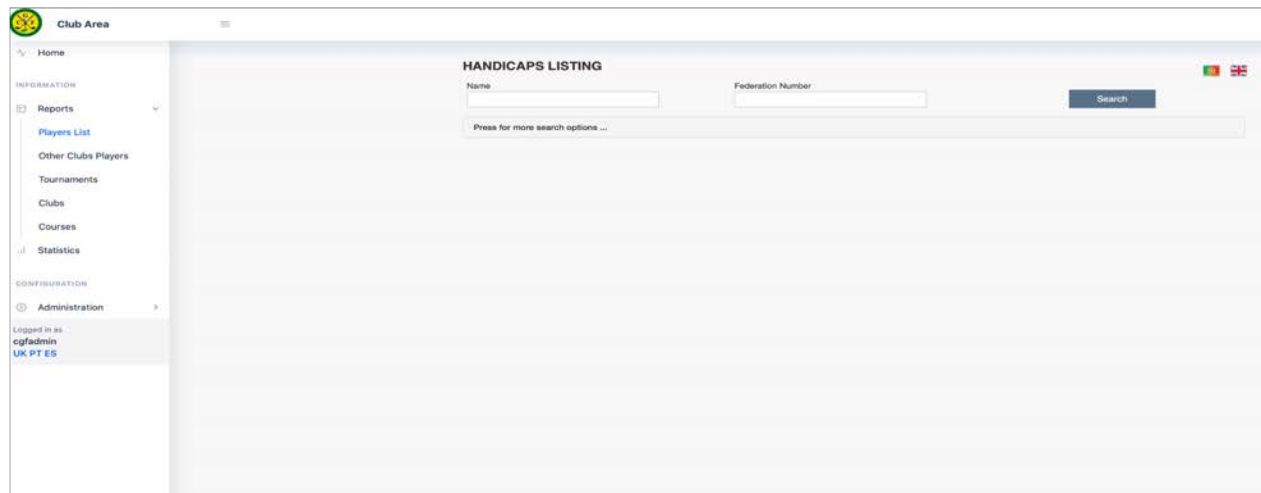 Club Area
Home
INFORMATION
Reports
Players List
Other Clubs Players
Tournaments
Clubs
Courses
Statistics
CONFIGURATION
Administration
Logged in as
cgfadmin
UK PT ES
HANDICAPS LISTING
Name
Federation Number
Search
Press for more search options ...